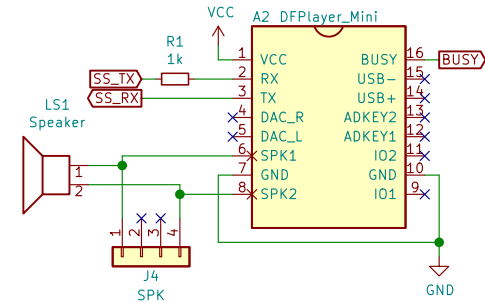 VCC
A2 DFPlayer_Mini
R1
1k
SS_TX
SS_RX
BUSY
LS1
Speaker
1
2
1 VCC
2 RX
3 TX
4 DAC_R
5 DAC_L
6 SPK1
7 GND
8 SPK2
BUSY 16
USB- 15
USB+ 14
ADKEY2 13
ADKEY1 12
IO2 11
GND 10
IO1 9
1 2 3 4
J4
SPK
GND